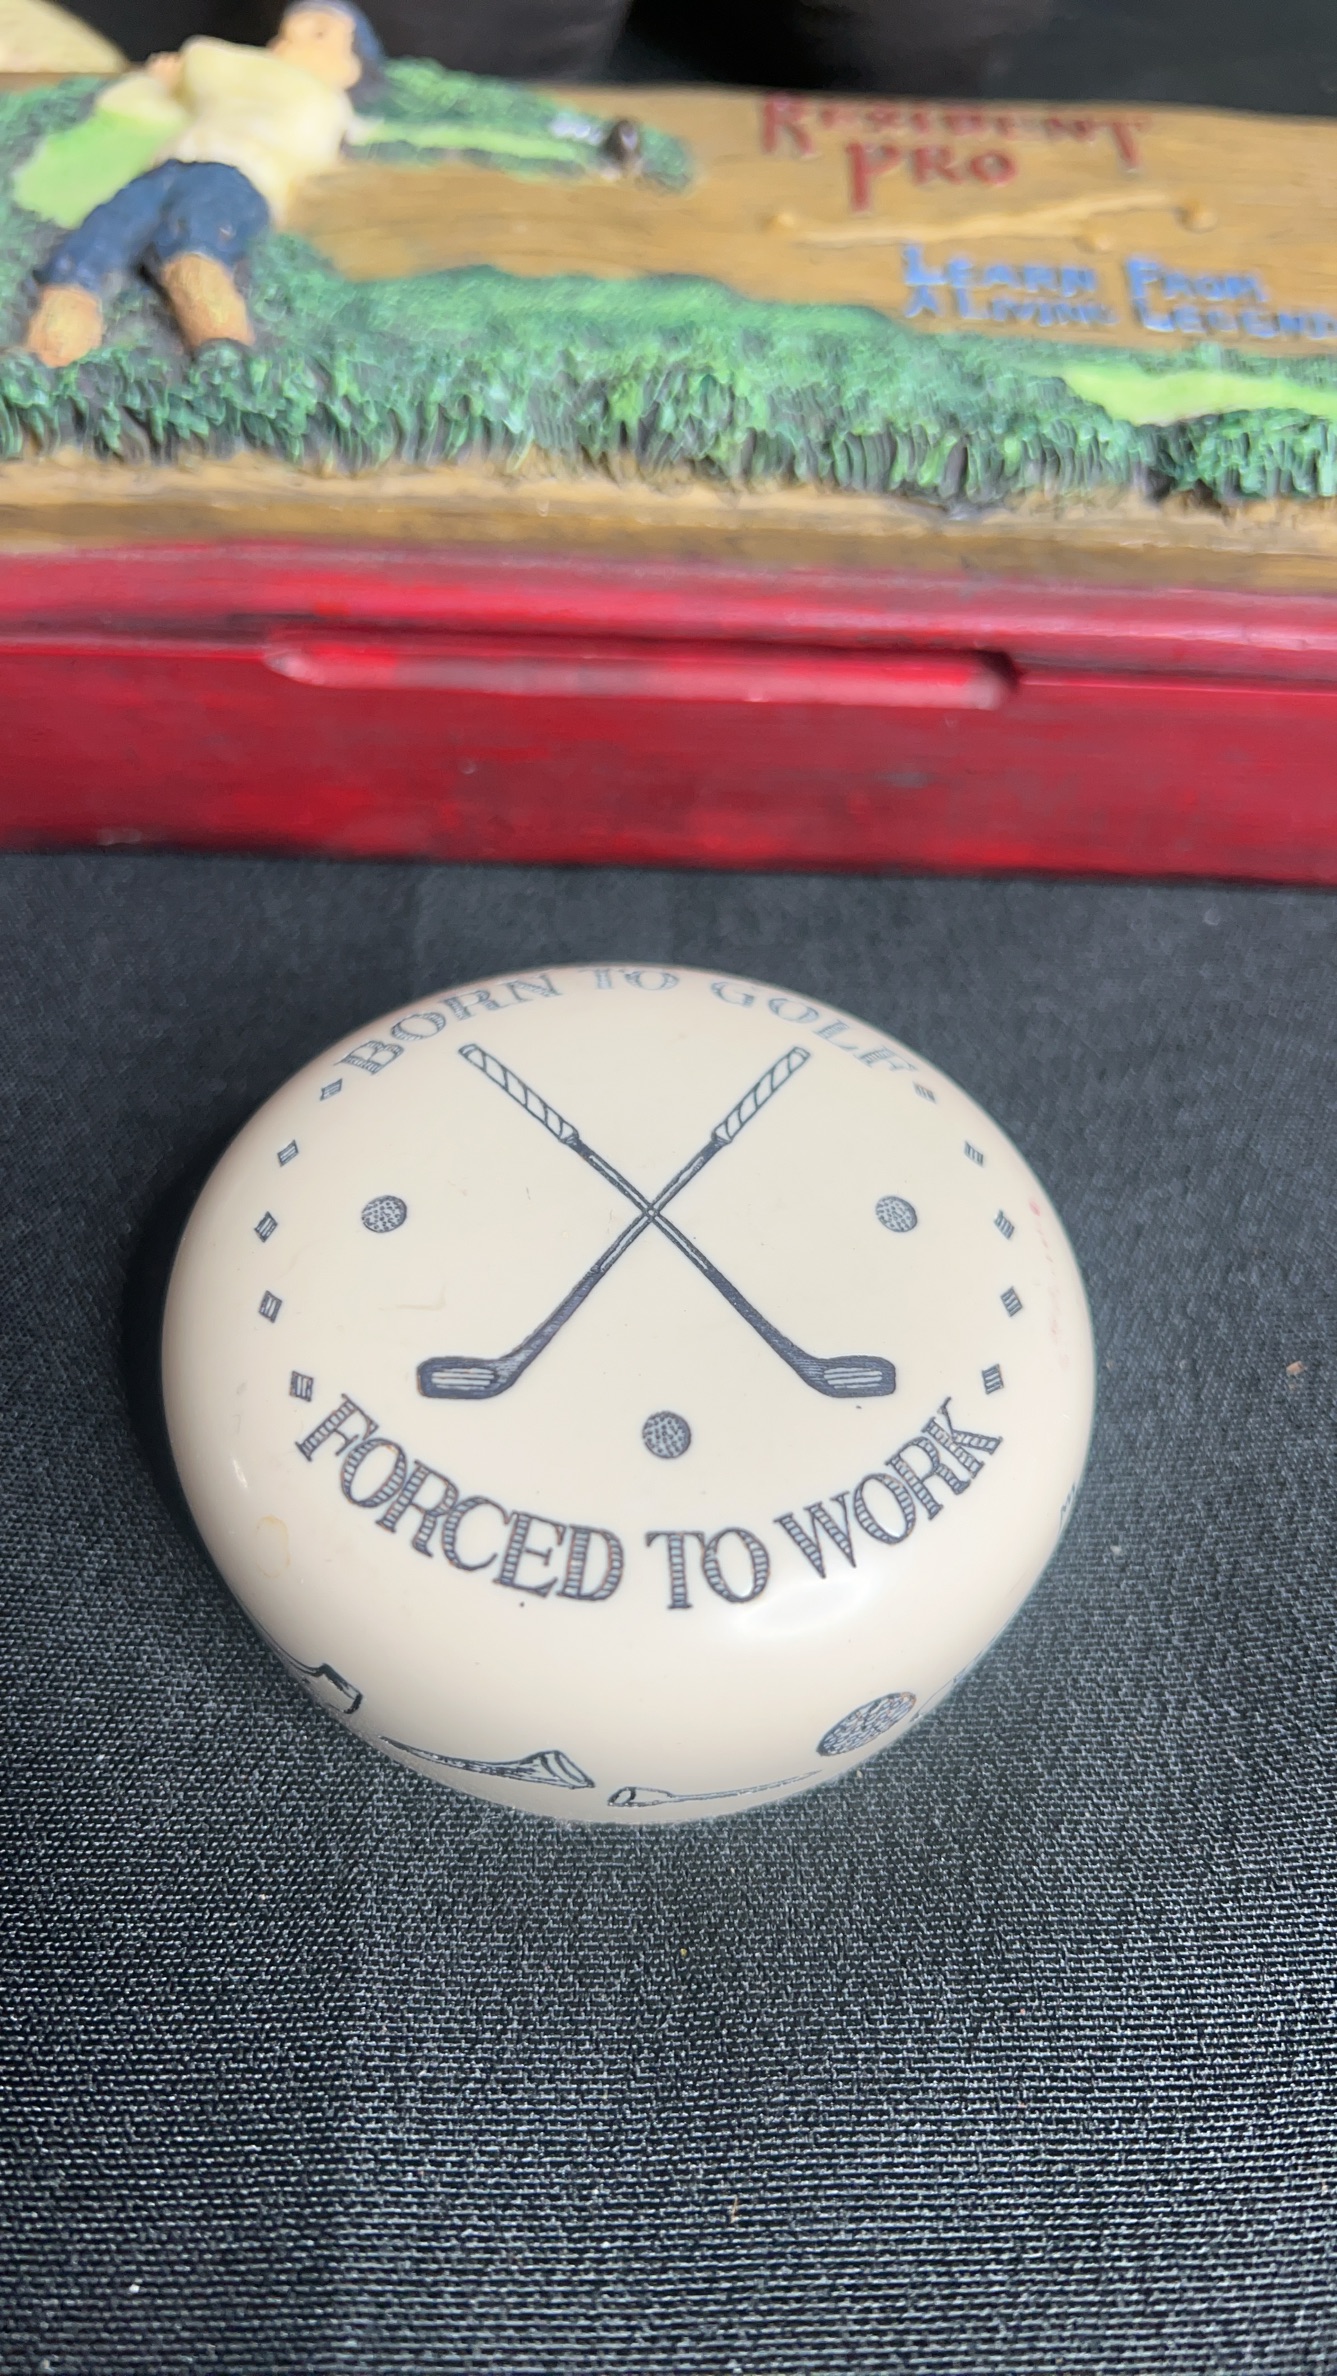 RESIDENT
PRO
LEARN FROM
A LIVING LEGEND
BORN TO GOLF
FORCED TO WORK